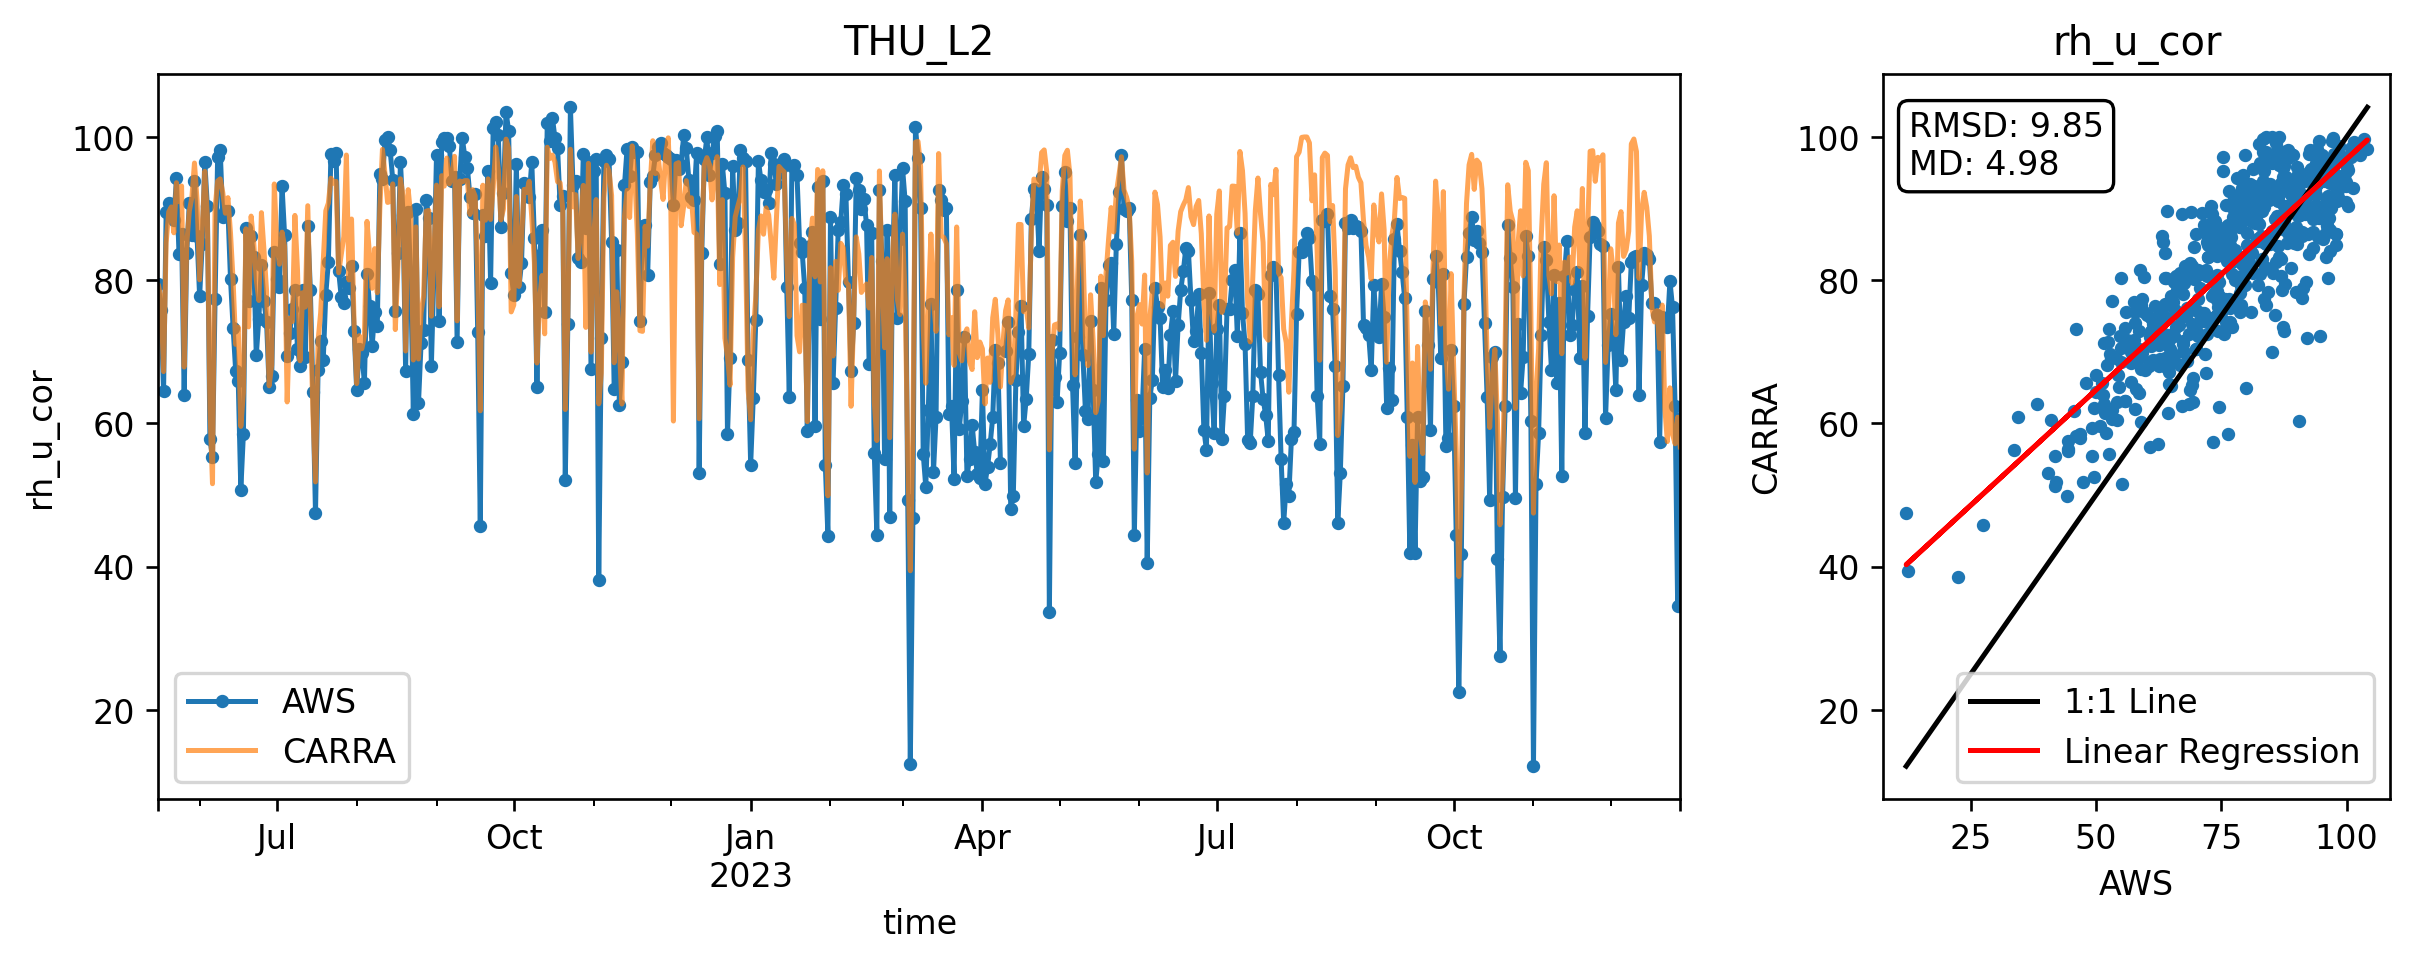 THU_L2
rh_u_cor
100
80
60
40
20
AWS
CARRA
Jul
Oct
Jan
2023
Apr
Jul
Oct
time
rh_u_cor
CARRA
100
80
60
40
20
RMSD: 9.85
MD: 4.98
1:1 Line
Linear Regression
25
50
75
100
AWS